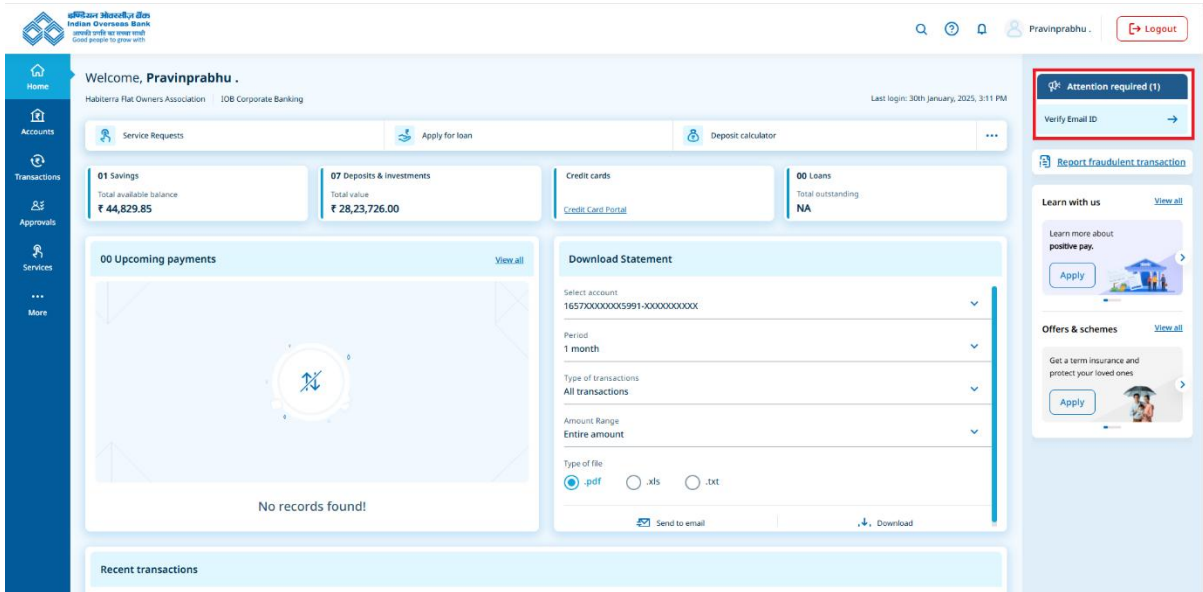 इण्डियन ओवरसीज़ बैंक
Indian Overseas Bank
आपकी प्रगति का सच्चा साथी
Good people to grow with
Pravinprabhu .
Logout
Home
Accounts
Transactions
Approvals
Services
More
Welcome, Pravinprabhu .
Habiterra Flat Owners Association IOB Corporate Banking
Last login: 30th January, 2025, 3:11 PM
Service Requests
Apply for loan
Deposit calculator
01 Savings
Total available balance
₹ 44,829.85
07 Deposits & investments
Total value
₹ 28,23,726.00
Credit cards
Credit Card Portal
00 Loans
Total outstanding
NA
00 Upcoming payments
View all
No records found!
Download Statement
Select account
1657XXXXXXX5991-XXXXXXXXXX
Period
1 month
Type of transactions
All transactions
Amount Range
Entire amount
Type of file
.pdf .xls .txt
Send to email
Download
Recent transactions
Attention required (1)
Verify Email ID
Report fraudulent transaction
Learn with us
View all
Learn more about
positive pay.
Apply
Offers & schemes
View all
Get a term insurance and
protect your loved ones
Apply